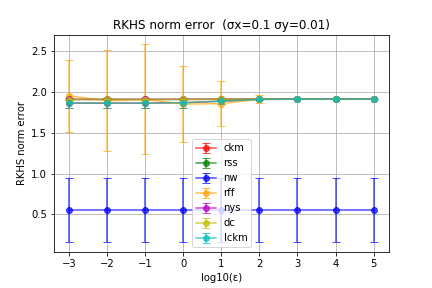 RKHS norm error (σx=0.1 σy=0.01)
RKHS norm error
2.5
2.0
1.5
1.0
0.5
ckm
rss
nw
rff
nys
dc
lckm
−3 −2 −1 0 1 2 3 4 5
log10(ε)